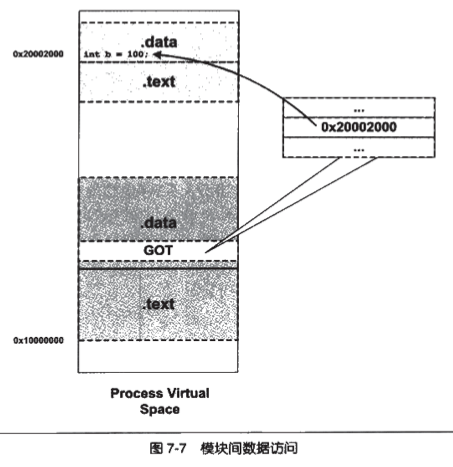 .data
0x20002000
int b = 100;
.text
...
0x20002000
...
.data
GOT
.text
0x10000000
Process Virtual
Space
图 7-7 模块间数据访问